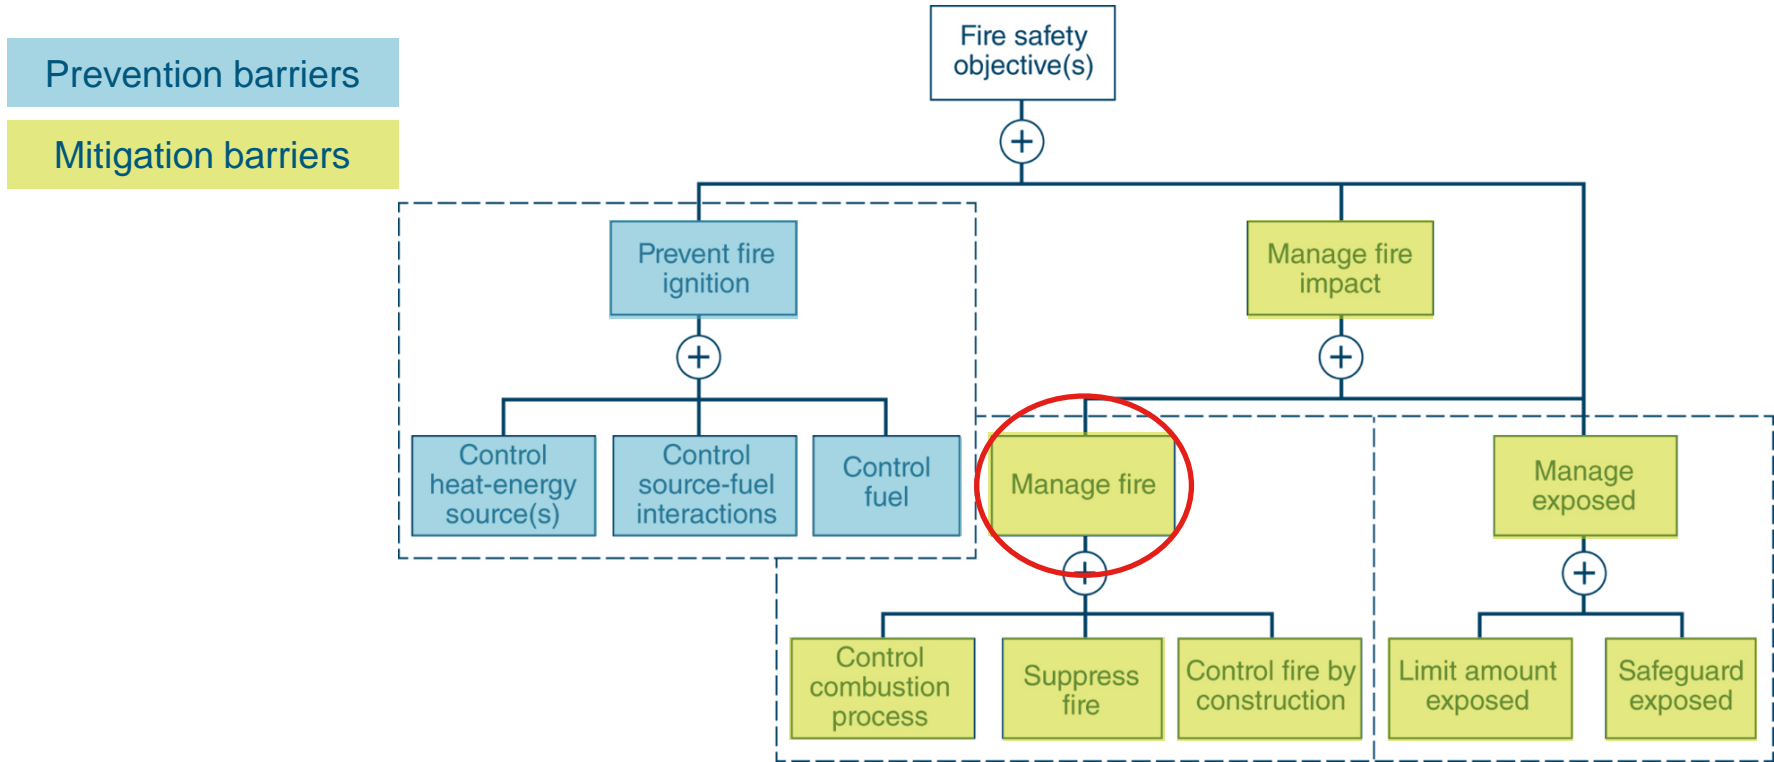 Prevention barriers
Mitigation barriers
Fire safety
objective(s)
+
Prevent fire
ignition
Manage fire
impact
+
+
Control
heat-energy
source(s)
Control
source-fuel
interactions
Control
fuel
Manage fire
Manage
exposed
+
+
Control
combustion
process
Suppress
fire
Control fire by
construction
Limit amount
exposed
Safeguard
exposed